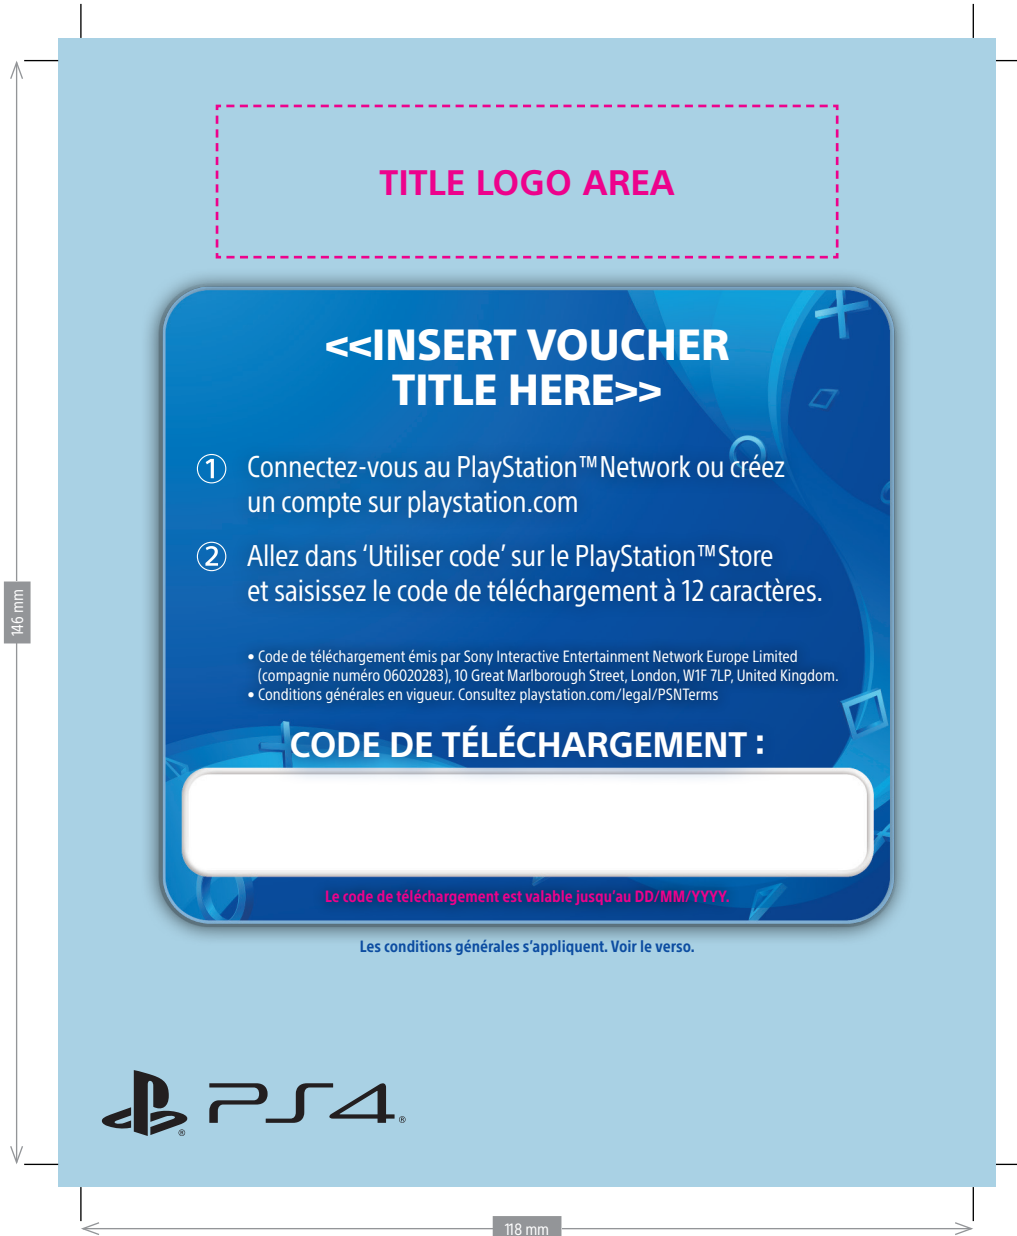 TITLE LOGO AREA
<<INSERT VOUCHER
TITLE HERE>>
1 Connectez-vous au PlayStation™Network ou créez
un compte sur playstation.com
2 Allez dans ‘Utiliser code’ sur le PlayStation™Store
et saisissez le code de téléchargement à 12 caractères.
• Code de téléchargement émis par Sony Interactive Entertainment Network Europe Limited
(compagnie numéro 06020283), 10 Great Marlborough Street, London, W1F 7LP, United Kingdom.
• Conditions générales en vigueur. Consultez playstation.com/legal/PSNTerms
CODE DE TÉLÉCHARGEMENT :
Le code de téléchargement est valable jusqu’au DD/MM/YYYY.
Les conditions générales s’appliquent. Voir le verso.
146 mm
® PS4®
118 mm